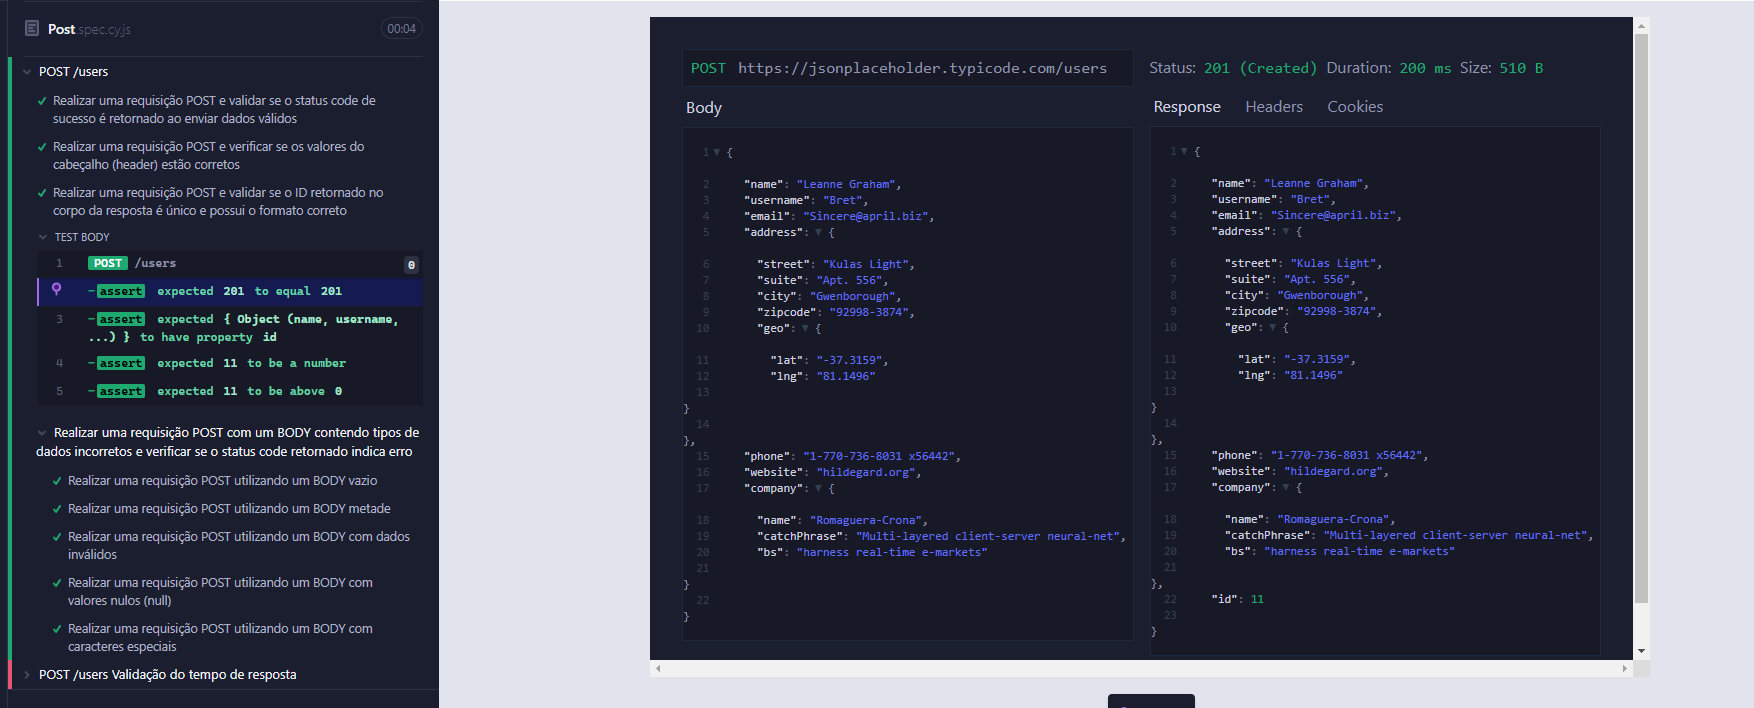 Post.spec.cy.js
00:04
POST /users
Realizar uma requisição POST e validar se o status code de
sucesso é retornado ao enviar dados válidos
Realizar uma requisição POST e verificar se os valores do
cabeçalho (header) estão corretos
Realizar uma requisição POST e validar se o ID retornado no
corpo da resposta é único e possui o formato correto
TEST BODY
1 POST /users 0
-assert expected 201 to equal 201
3 -assert expected { Object (name, username,
...) } to have property id
4 -assert expected 11 to be a number
5 -assert expected 11 to be above 0
Realizar uma requisição POST com um BODY contendo tipos de
dados incorretos e verificar se o status code retornado indica erro
Realizar uma requisição POST utilizando um BODY vazio
Realizar uma requisição POST utilizando um BODY metade
Realizar uma requisição POST utilizando um BODY com dados
inválidos
Realizar uma requisição POST utilizando um BODY com
valores nulos (null)
Realizar uma requisição POST utilizando um BODY com
caracteres especiais
POST /users Validação do tempo de resposta
POST https://jsonplaceholder.typicode.com/users
Body
1 {
2 "name": "Leanne Graham",
3 "username": "Bret",
4 "email": "Sincere@april.biz",
5 "address": {
6 "street": "Kulas Light",
7 "suite": "Apt. 556",
8 "city": "Gwenborough",
9 "zipcode": "92998-3874",
10 "geo": {
11 "lat": "-37.3159",
12 "lng": "81.1496"
13
}
14
},
15 "phone": "1-770-736-8031 x56442",
16 "website": "hildegard.org",
17 "company": {
18 "name": "Romaguera-Crona",
19 "catchPhrase": "Multi-layered client-server neural-net",
20 "bs": "harness real-time e-markets"
21
}
22
}
Status: 201 (Created) Duration: 200 ms Size: 510 B
Response Headers Cookies
1 {
2 "name": "Leanne Graham",
3 "username": "Bret",
4 "email": "Sincere@april.biz",
5 "address": {
6 "street": "Kulas Light",
7 "suite": "Apt. 556",
8 "city": "Gwenborough",
9 "zipcode": "92998-3874",
10 "geo": {
11 "lat": "-37.3159",
12 "lng": "81.1496"
13
}
14
},
15 "phone": "1-770-736-8031 x56442",
16 "website": "hildegard.org",
17 "company": {
18 "name": "Romaguera-Crona",
19 "catchPhrase": "Multi-layered client-server neural-net",
20 "bs": "harness real-time e-markets"
21
},
22 "id": 11
23
}